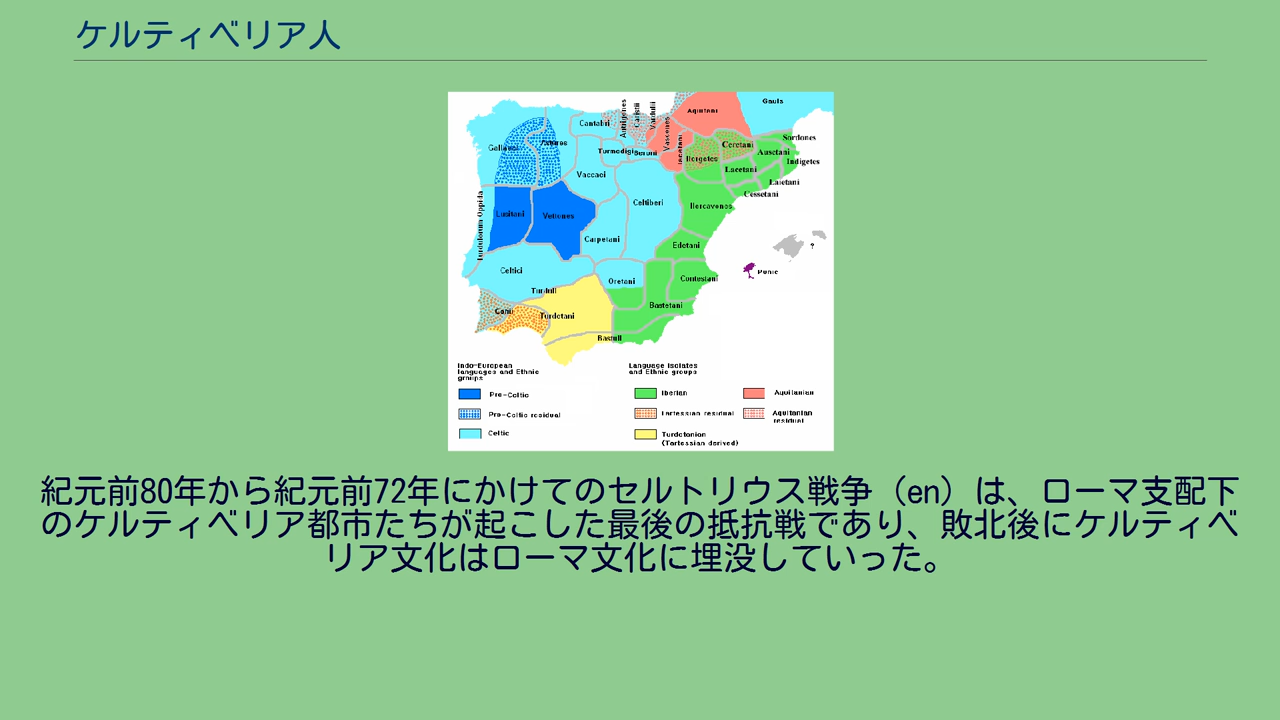 ケルティベリア人
Gauls
Aquitani
Cantabri
Autrigones
Caristii
Varduli
Vascones
Iacetani
Gallaeci
Astures
Turmodigi
Beroni
Ilergetes
Ceretani
Sordones
Ausetani
Indigetes
Lacetani
Laietani
Cessetani
Vaccaei
Turdulorum Oppida
Lusitani
Vetones
Celtiberi
Ilercavones
Carpetani
Edetani
?
Punic
Celtici
Oretani
Contestani
Turduli
Bastetani
Turdetani
Bastuli
Indo-European
languages and Ethnic
groups
Language isolates
and Ethnic groups
Pre-Celtic
Iberian
Aquitanian
Pre-Celtic residual
Tartessian residual
Aquitanian
residual
Celtic
Turdetanian
(Tartessian derived)
紀元前80年から紀元前72年にかけてのセルトリウス戦争（en）は、ローマ支配下
のケルティベリア都市たちが起こした最後の抵抗戦であり、敗北後にケルティベ
リア文化はローマ文化に埋没していった。